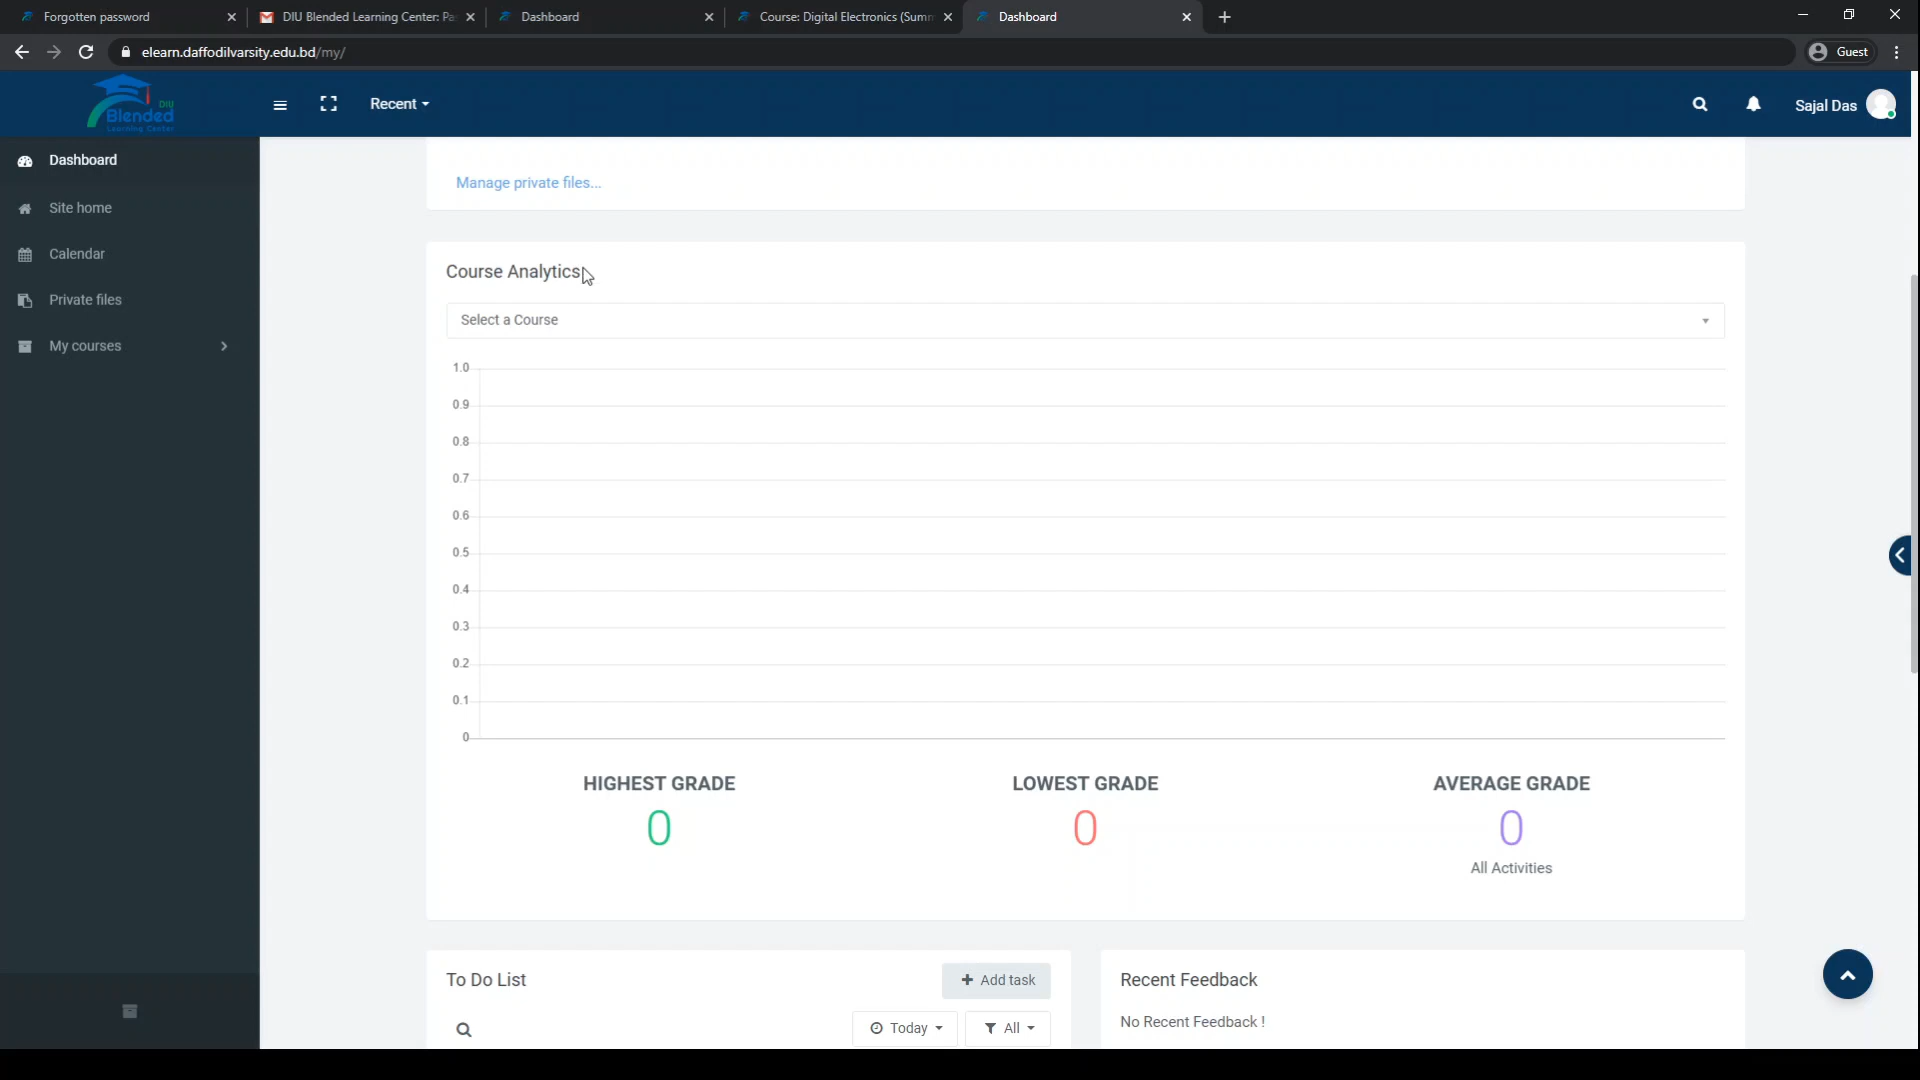 Forgotten password
DIU Blended Learning Center: Pa
Dashboard
Course: Digital Electronics (Sum
Dashboard
elearn.daffodilvarsity.edu.bd/my/
Guest
DIU
Blended
Learning Center
Recent
Sajal Das
Dashboard
Site home
Calendar
Private files
My courses
Manage private files...
Course Analytics
Select a Course
1.0
0.9
0.8
0.7
0.6
0.5
0.4
0.3
0.2
0.1
0
HIGHEST GRADE
0
LOWEST GRADE
0
AVERAGE GRADE
0
All Activities
To Do List
Add task
Today
All
Recent Feedback
No Recent Feedback !